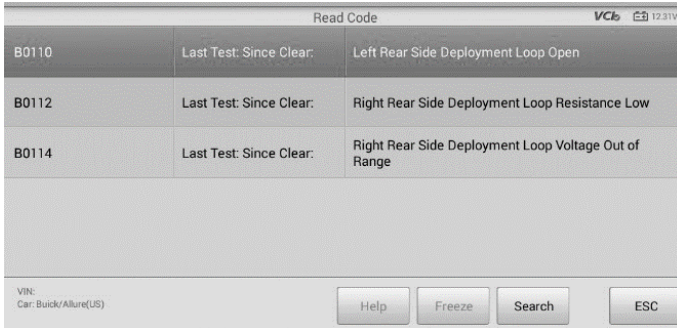 Read Code
VCI
12.31V
B0110 Last Test: Since Clear: Left Rear Side Deployment Loop Open
B0112 Last Test: Since Clear: Right Rear Side Deployment Loop Resistance Low
B0114 Last Test: Since Clear: Right Rear Side Deployment Loop Voltage Out of
Range
VIN:
Car: Buick/Allure(US)
Help Freeze Search ESC